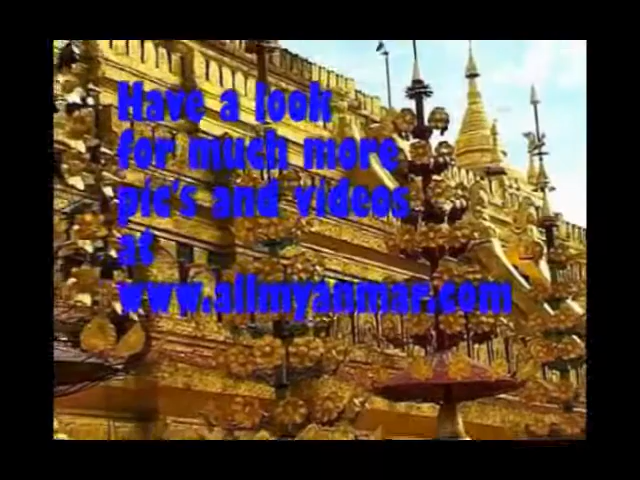 Have a look
for much more
pic's and videos
at
www.allmyanmar.com